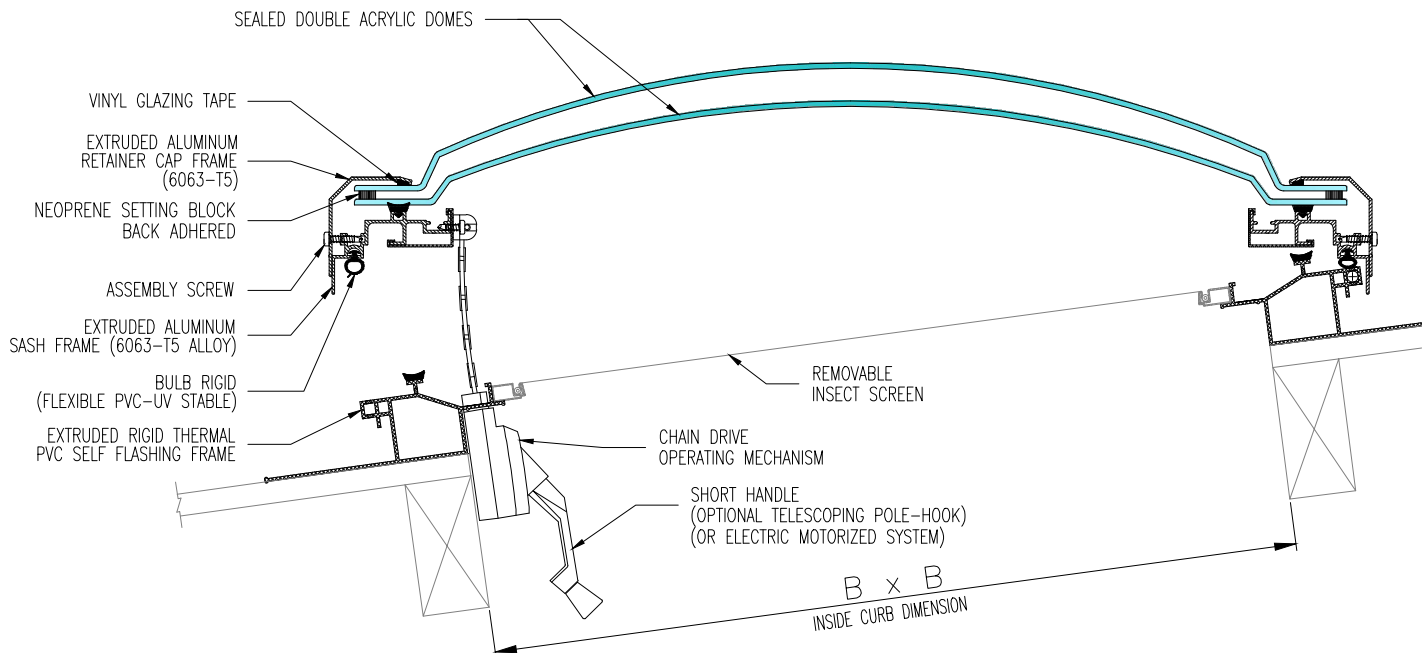 SEALED DOUBLE ACRYLIC DOMES
VINYL GLAZING TAPE
EXTRUDED ALUMINUM
RETAINER CAP FRAME
(6063-T5)
NEOPRENE SETTING BLOCK
BACK ADHERED
ASSEMBLY SCREW
EXTRUDED ALUMINUM
SASH FRAME (6063-T5 ALLOY)
BULB RIGID
(FLEXIBLE PVC-UV STABLE)
EXTRUDED RIGID THERMAL
PVC SELF FLASHING FRAME
REMOVABLE
INSECT SCREEN
CHAIN DRIVE
OPERATING MECHANISM
SHORT HANDLE
(OPTIONAL TELESCOPING POLE-HOOK)
(OR ELECTRIC MOTORIZED SYSTEM)
B x B
INSIDE CURB DIMENSION